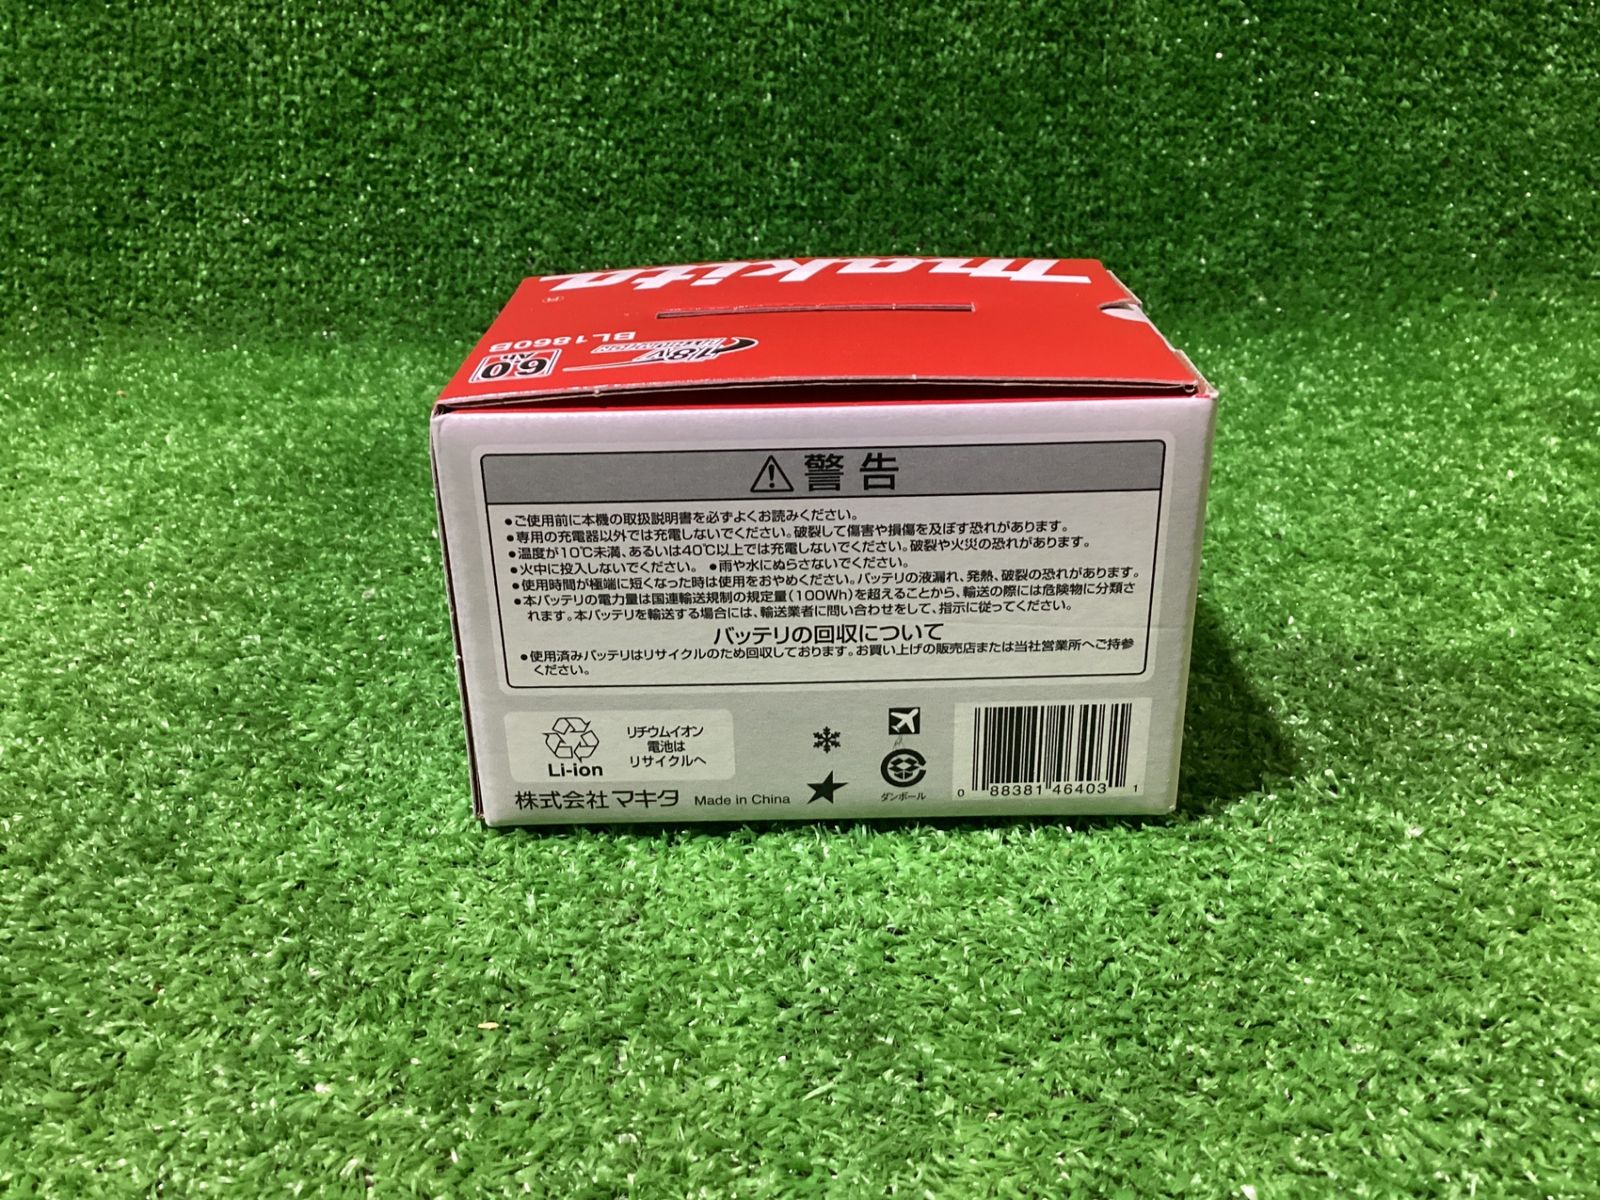 makita
BL1860B
18V
LITHIUM-ION
6.0
Ah
警告
●ご使用前に本機の取扱説明書を必ずよくお読みください。
●専用の充電器以外では充電しないでください。破裂して傷害や損傷を及ぼす恐れがあります。
●温度が10℃未満、あるいは40℃以上では充電しないでください。破裂や火災の恐れがあります。
●火中に投入しないでください。 ●雨や水にぬらさないでください。
●使用時間が極端に短くなった時は使用をおやめください。バッテリの液漏れ、発熱、破裂の恐れがあります。
●本バッテリの電力量は国連輸送規制の規定量(100Wh)を超えることから、輸送の際には危険物に分類さ
れます。本バッテリを輸送する場合には、輸送業者に問い合わせをして、指示に従ってください。
バッテリの回収について
●使用済みバッテリはリサイクルのため回収しております。お買い上げの販売店または当社営業所へご持参
ください。
Li-ion
リチウムイオン
電池は
リサイクルへ
株式会社マキタ Made in China
ダンボール
0 88381 46403 1